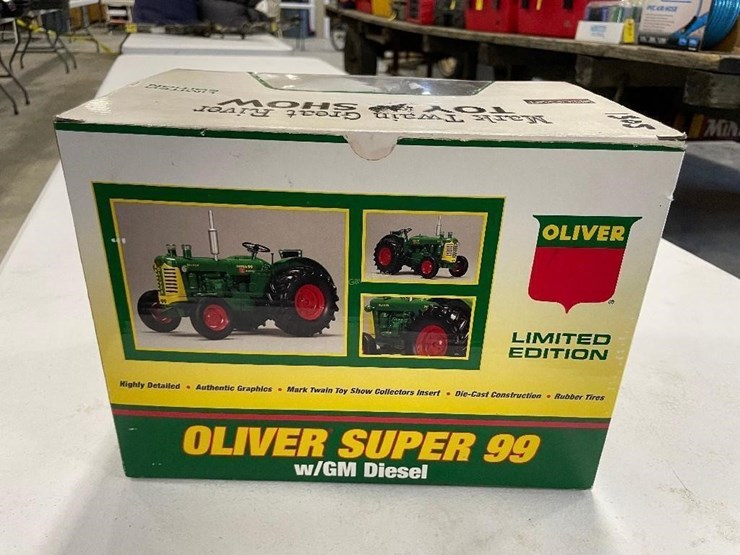 Mark Twain Great River
TOY SHOW
OLIVER
LIMITED
EDITION
Highly Detailed • Authentic Graphics • Mark Twain Toy Show Collectors Insert • Die-Cast Construction • Rubber Tires
OLIVER SUPER 99
w/GM Diesel